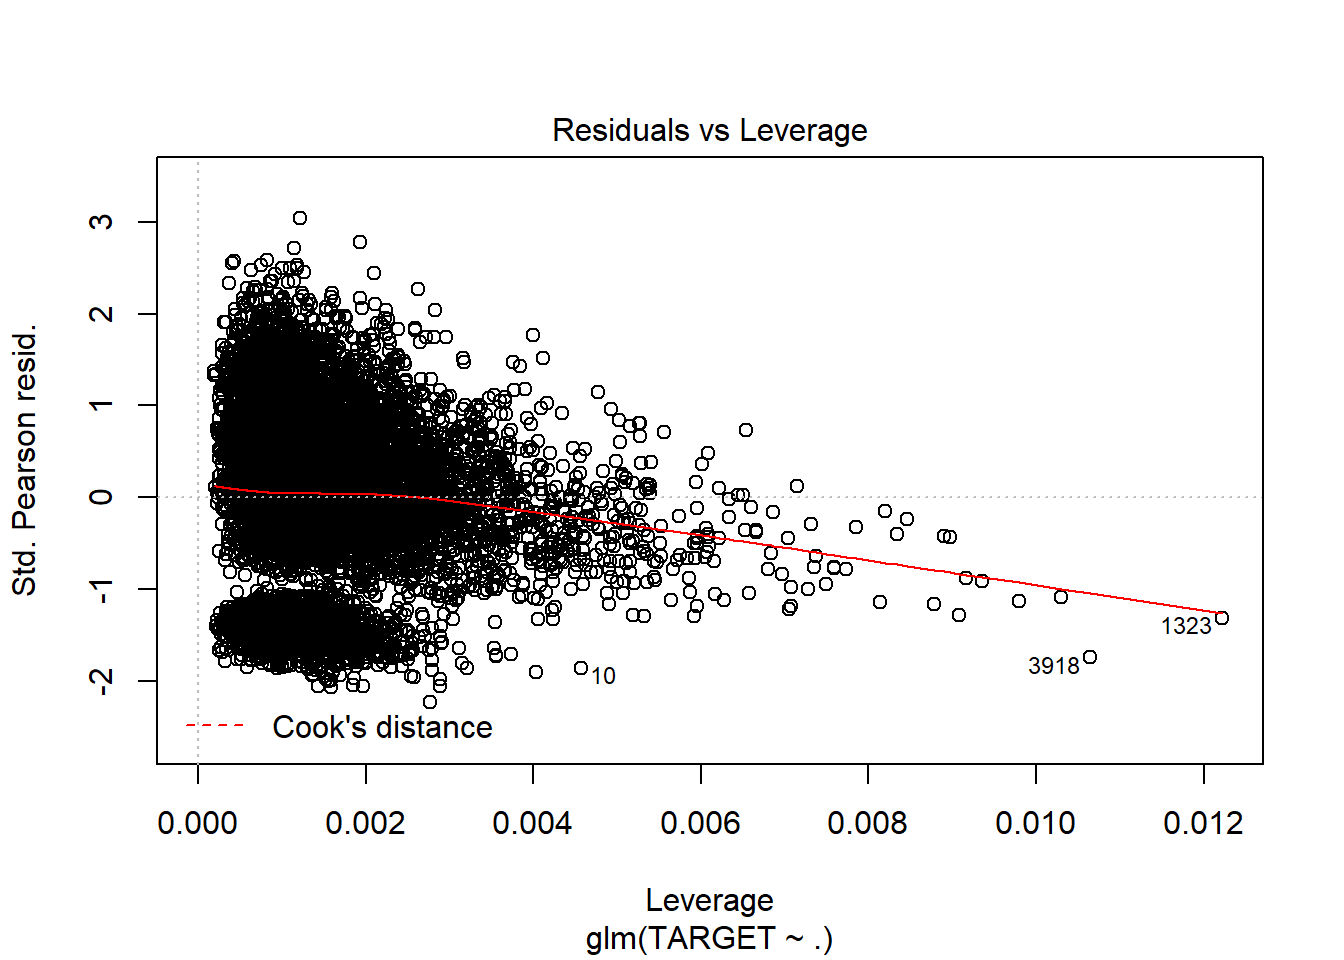 Residuals vs Leverage
Std. Pearson resid.
3
2
1
0
-1
-2
1323
3918
10
Cook's distance
0.000 0.002 0.004 0.006 0.008 0.010 0.012
Leverage
glm(TARGET ~ .)